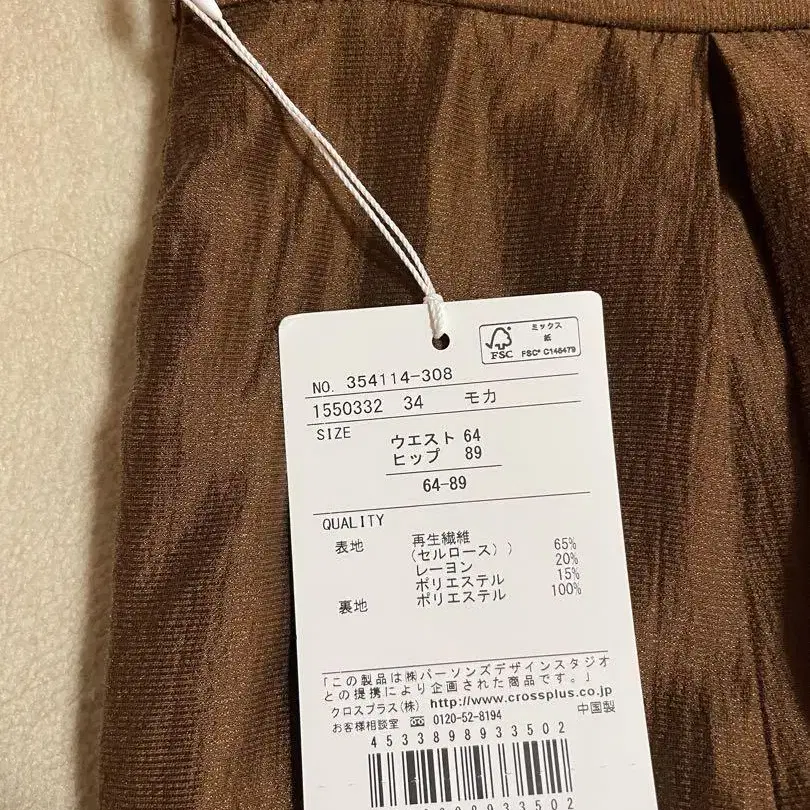 ミックス
紙
FSC
FSC® C146479
NO. 354114-308
1550332 34 モカ
SIZE
ウエスト 64
ヒップ 89
64-89
QUALITY
表地 再生繊維
(セルロース)) 65%
レーヨン 20%
ポリエステル 15%
裏地 ポリエステル 100%
「この製品は㈱パーソンズデザインスタジオ
との提携により企画された商品です。」
クロスプラス(株) http://www.crossplus.co.jp
お客様相談室 0120-52-8194 中国製
4533898933502